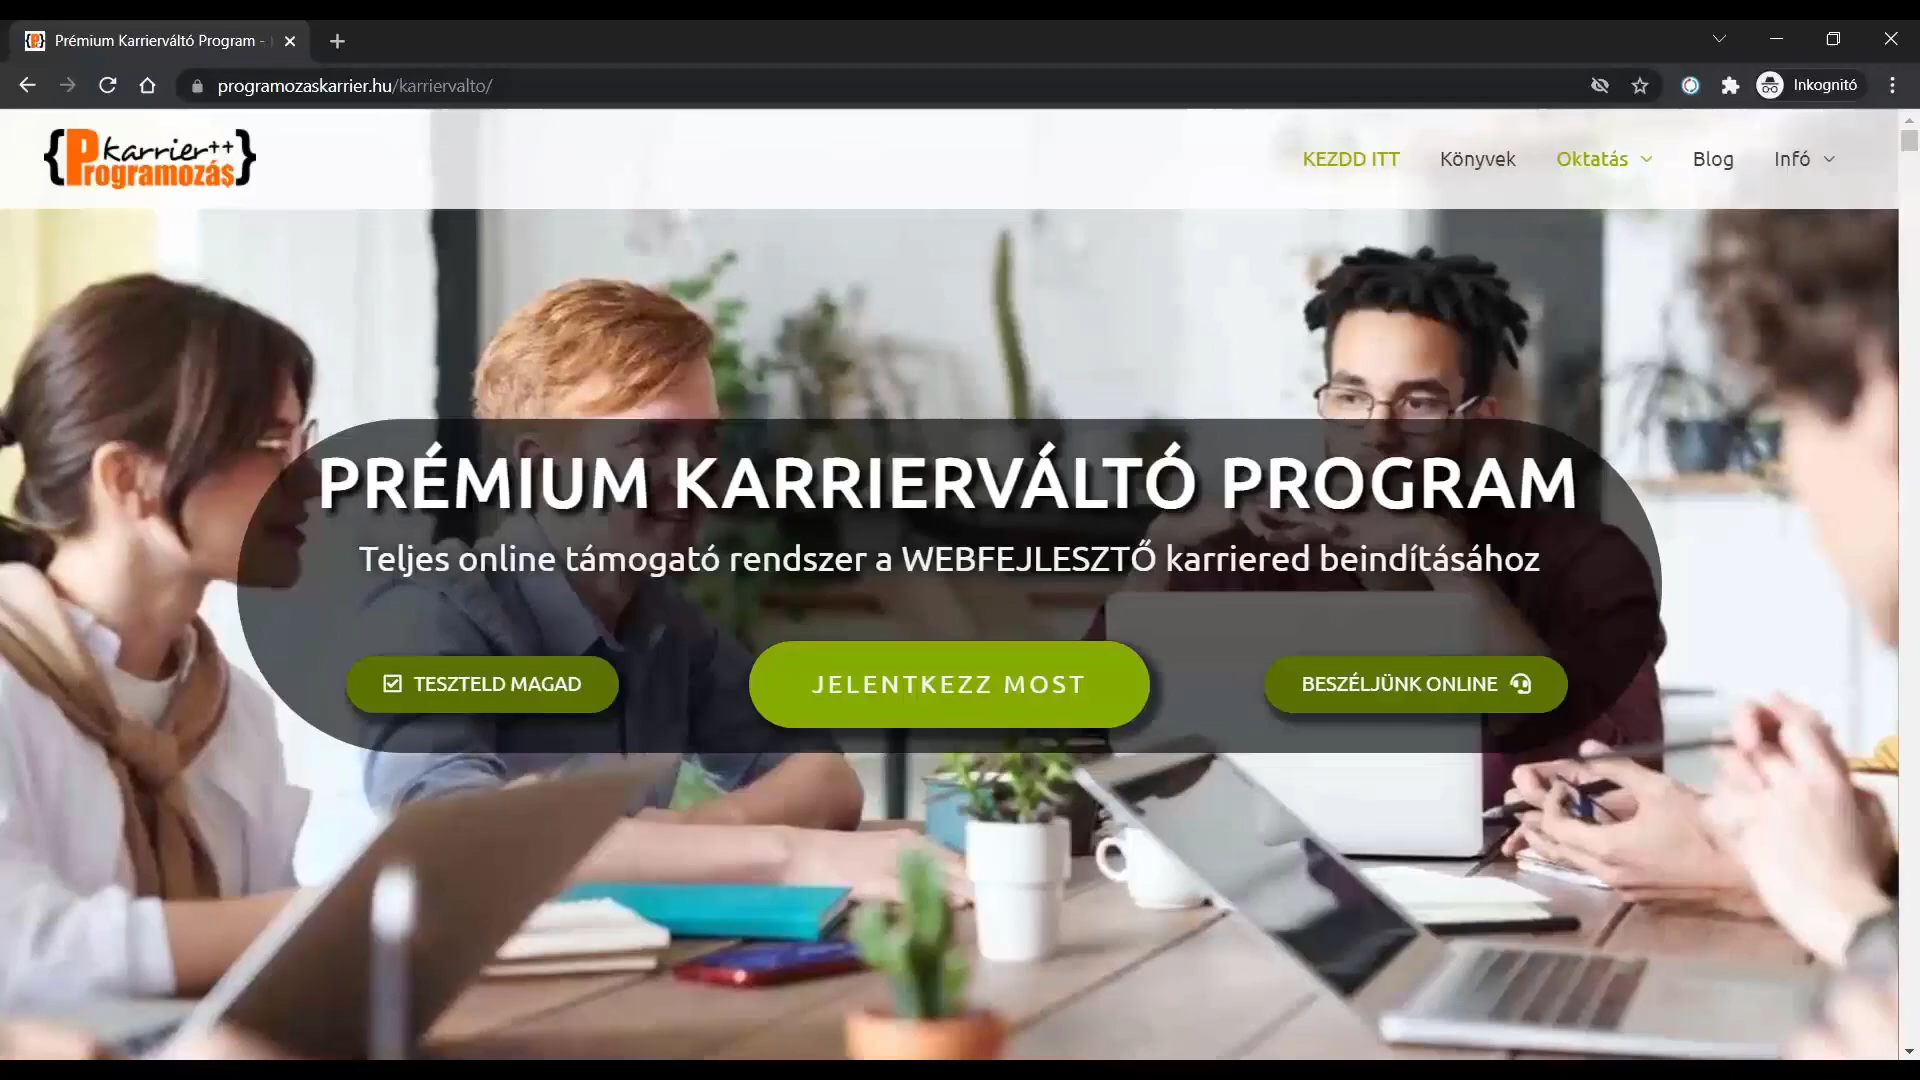 Prémium Karrierváltó Program -
programozaskarrier.hu/karriervalto/
Inkognitó
{Programozás karrier++}
KEZDD ITT
Könyvek
Oktatás
Blog
Infó
PRÉMIUM KARRIERVÁLTÓ PROGRAM
Teljes online támogató rendszer a WEBFEJLESZTŐ karriered beindításához
TESZTELD MAGAD
JELENTKEZZ MOST
BESZÉLJÜNK ONLINE